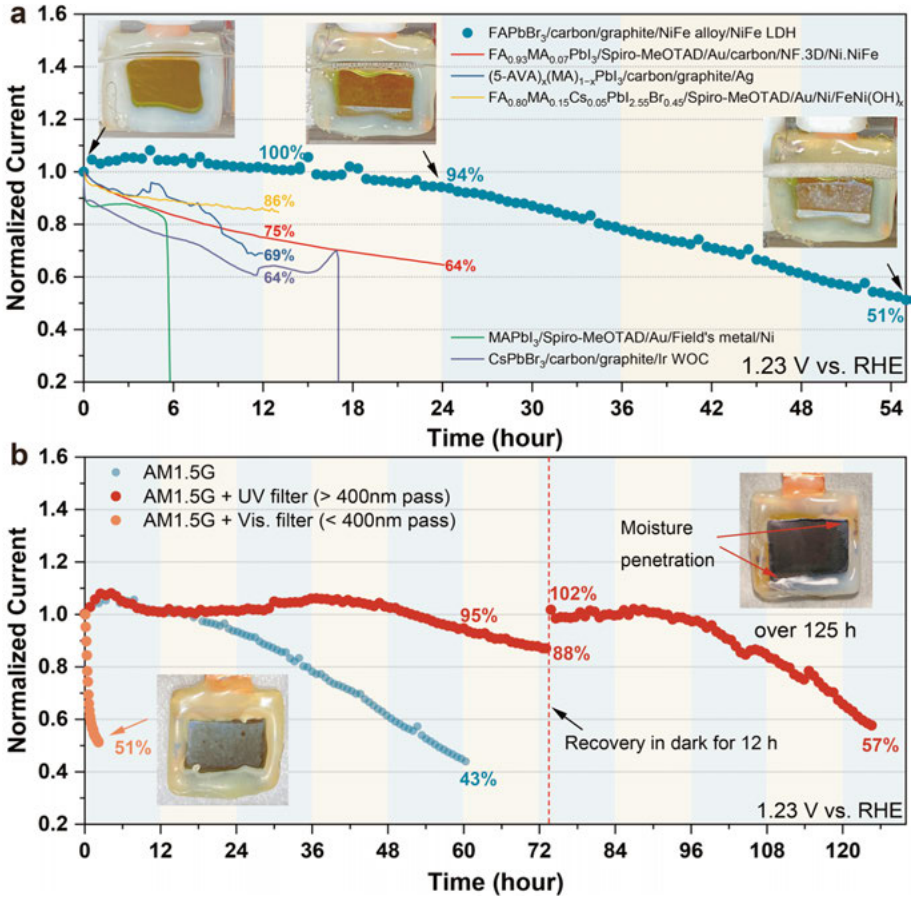 a
1.6
1.4
1.2
1.0
0.8
0.6
0.4
0.2
Normalized Current
FAPbBr₃/carbon/graphite/NiFe alloy/NiFe LDH
FA₀.₉₃MA₀.₀₇PbI₃/Spiro-MeOTAD/Au/carbon/NF.3D/Ni.NiFe
(5-AVA)ₓ(MA)₁₋ₓPbI₃/carbon/graphite/Ag
FA₀.₈₀MA₀.₁₅Cs₀.₀₅PbI₂.₅₅Br₀.₄₅/Spiro-MeOTAD/Au/Ni/FeNi(OH)ₓ
100%
94%
86%
75%
69%
64%
64%
51%
MAPbI₃/Spiro-MeOTAD/Au/Field's metal/Ni
CsPbBr₃/carbon/graphite/Ir WOC
1.23 V vs. RHE
0 6 12 18 24 30 36 42 48 54
Time (hour)
b
1.6
1.4
1.2
1.0
0.8
0.6
0.4
0.2
Normalized Current
AM1.5G
AM1.5G + UV filter (> 400nm pass)
AM1.5G + Vis. filter (< 400nm pass)
Moisture
penetration
over 125 h
102%
95%
88%
51%
43%
57%
Recovery in dark for 12 h
1.23 V vs. RHE
0 12 24 36 48 60 72 84 96 108 120
Time (hour)